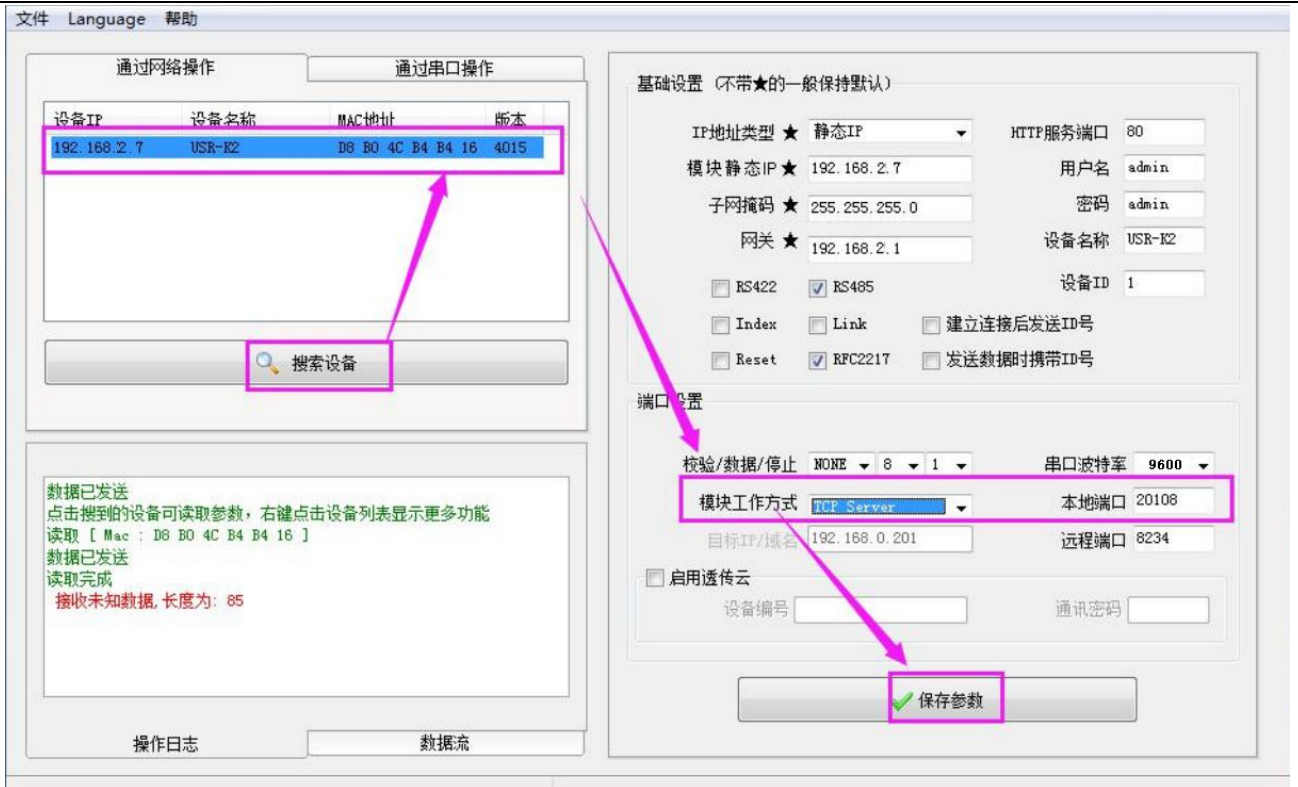 文件 Language 帮助
通过网络操作 通过串口操作
设备IP 设备名称 MAC地址 版本
192.168.2.7 USR-K2 D8 B0 4C B4 B4 16 4015
搜索设备
数据已发送
点击搜到的设备可读取参数，右键点击设备列表显示更多功能
读取 [ Mac : D8 B0 4C B4 B4 16 ]
数据已发送
读取完成
接收未知数据,长度为: 85
操作日志 数据流
基础设置 (不带★的一般保持默认)
IP地址类型 ★ 静态IP HTTP服务端口 80
模块静态IP ★ 192.168.2.7 用户名 admin
子网掩码 ★ 255.255.255.0 密码 admin
网关 ★ 192.168.2.1 设备名称 USR-K2
RS422 RS485 设备ID 1
Index Link 建立连接后发送ID号
Reset RFC2217 发送数据时携带ID号
端口设置
校验/数据/停止 NONE 8 1 串口波特率 9600
模块工作方式 TCP Server 本地端口 20108
目标IP/域名 192.168.0.201 远程端口 8234
启用透传云
设备编号 通讯密码
保存参数